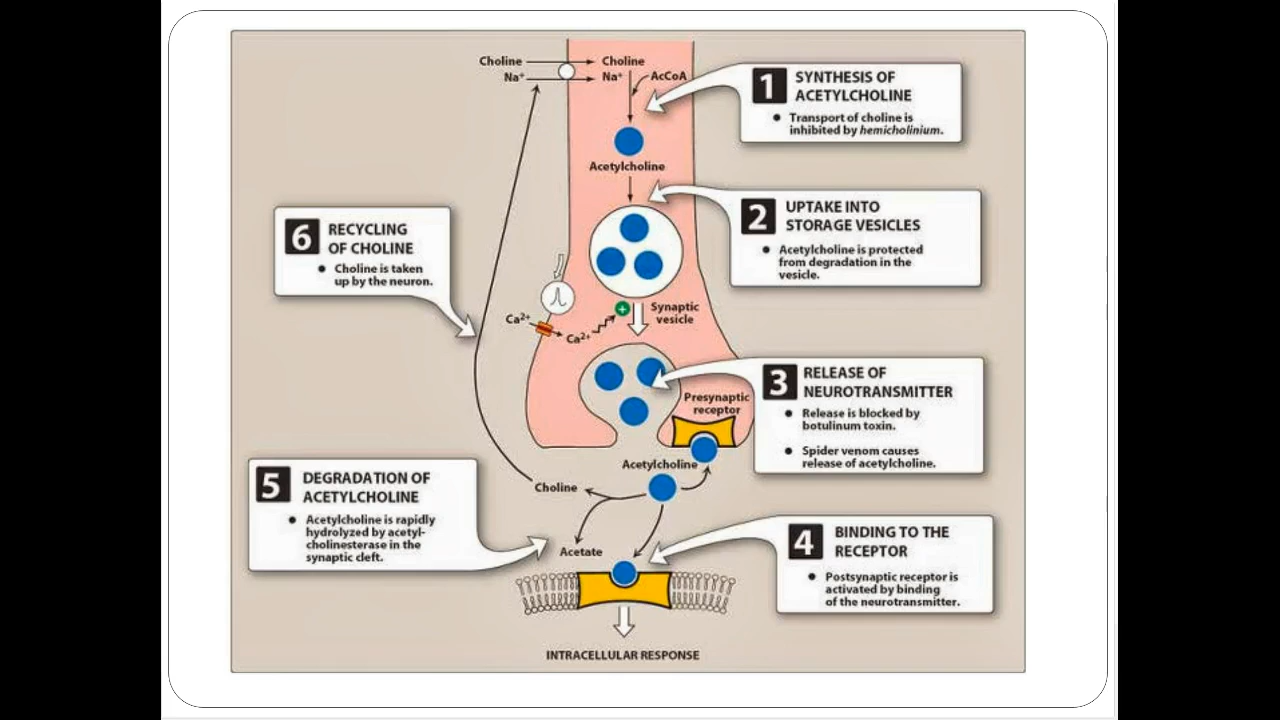 Choline
Choline
Na⁺
Na⁺
AcCoA
Acetylcholine
1
SYNTHESIS OF
ACETYLCHOLINE
● Transport of choline is
inhibited by hemicholinium.
2
UPTAKE INTO
STORAGE VESICLES
● Acetylcholine is protected
from degradation in the
vesicle.
6
RECYCLING
OF CHOLINE
● Choline is taken
up by the neuron.
Ca²⁺
Ca²⁺
+
Synaptic
vesicle
3
RELEASE OF
NEUROTRANSMITTER
● Release is blocked by
botulinum toxin.
● Spider venom causes
release of acetylcholine.
Presynaptic
receptor
Acetylcholine
Choline
Acetate
5
DEGRADATION OF
ACETYLCHOLINE
● Acetylcholine is rapidly
hydrolyzed by acetyl-
cholinesterase in the
synaptic cleft.
4
BINDING TO THE
RECEPTOR
● Postsynaptic receptor is
activated by binding
of the neurotransmitter.
INTRACELLULAR RESPONSE